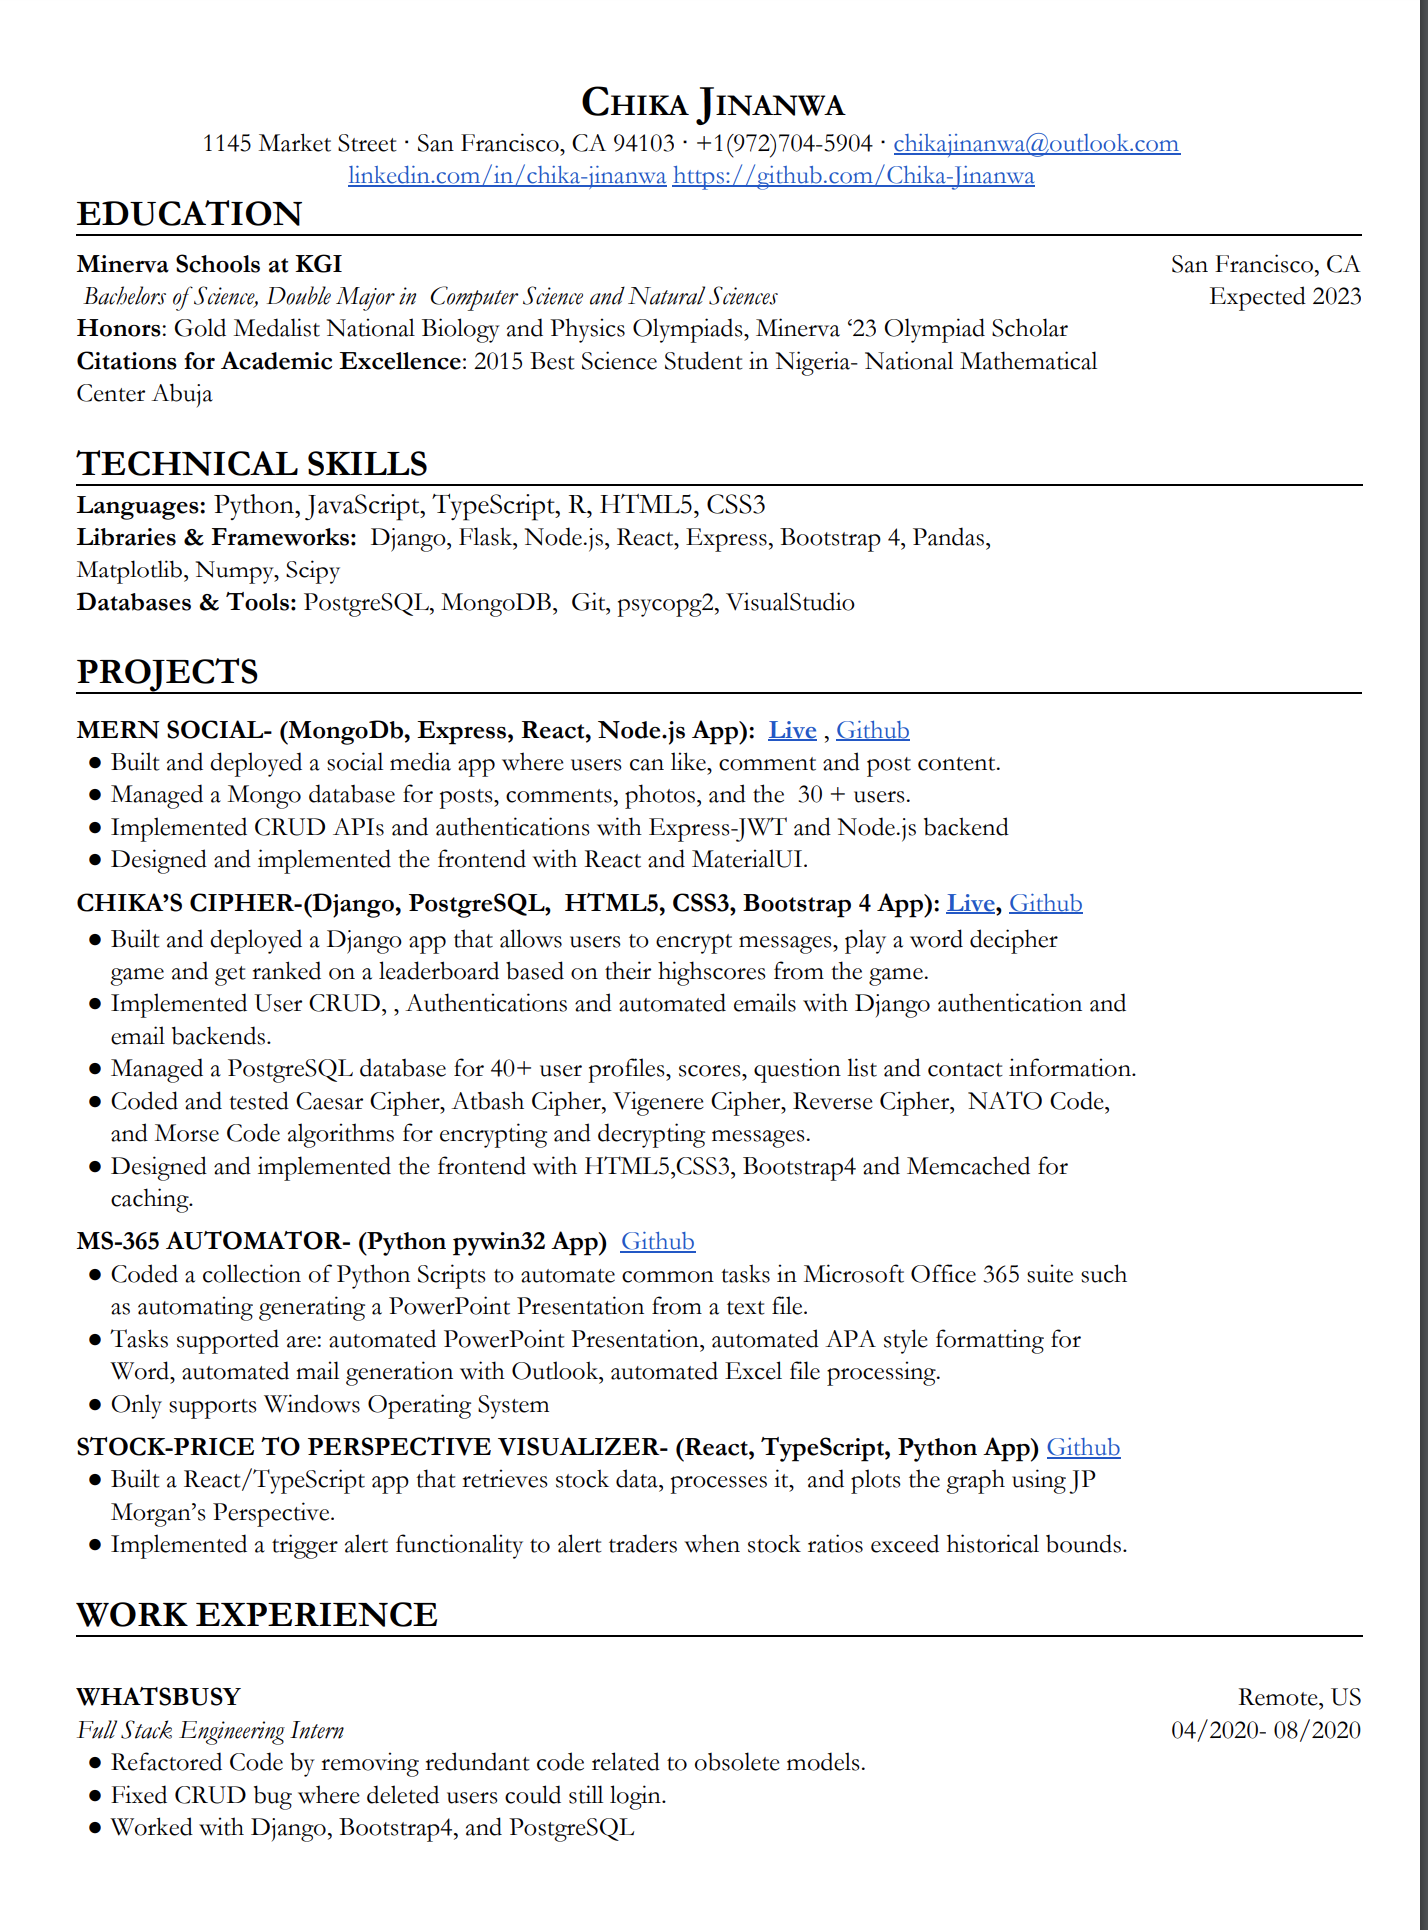 CHIKA JINANWA
1145 Market Street · San Francisco, CA 94103 · +1(972)704-5904 · chikajinanwa@outlook.com
linkedin.com/in/chika-jinanwa https://github.com/Chika-Jinanwa
EDUCATION
Minerva Schools at KGI San Francisco, CA
Bachelors of Science, Double Major in  Computer Science and Natural Sciences Expected 2023
Honors: Gold Medalist National Biology and Physics Olympiads, Minerva ‘23 Olympiad Scholar
Citations for Academic Excellence: 2015 Best Science Student in Nigeria- National Mathematical
Center Abuja
TECHNICAL SKILLS
Languages: Python, JavaScript, TypeScript, R, HTML5, CSS3
Libraries & Frameworks:  Django, Flask, Node.js, React, Express, Bootstrap 4, Pandas,
Matplotlib, Numpy, Scipy
Databases & Tools: PostgreSQL, MongoDB,  Git, psycopg2, VisualStudio
PROJECTS
MERN SOCIAL- (MongoDb, Express, React, Node.js App):  Live , Github
● Built and deployed a social media app where users can like, comment and post content.
● Managed a Mongo database for posts, comments, photos, and the  30 + users.
● Implemented CRUD APIs and authentications with Express-JWT and Node.js backend
● Designed and implemented the frontend with React and MaterialUI.
CHIKA’S CIPHER-(Django, PostgreSQL,  HTML5, CSS3, Bootstrap 4 App): Live, Github
● Built and deployed a Django app that allows users to encrypt messages, play a word decipher
game and get ranked on a leaderboard based on their highscores from the game.
● Implemented User CRUD, , Authentications and automated emails with Django authentication and
email backends.
● Managed a PostgreSQL database for 40+ user profiles, scores, question list and contact information.
● Coded and tested Caesar Cipher, Atbash Cipher, Vigenere Cipher, Reverse Cipher,  NATO Code,
and Morse Code algorithms for encrypting and decrypting messages.
● Designed and implemented the frontend with HTML5,CSS3, Bootstrap4 and Memcached for
caching.
MS-365 AUTOMATOR- (Python pywin32 App)  Github
● Coded a collection of Python Scripts to automate common tasks in Microsoft Office 365 suite such
as automating generating a PowerPoint Presentation from a text file.
● Tasks supported are: automated PowerPoint Presentation, automated APA style formatting for
Word, automated mail generation with Outlook, automated Excel file processing.
● Only supports Windows Operating System
STOCK-PRICE TO PERSPECTIVE VISUALIZER- (React, TypeScript, Python App) Github
● Built a React/TypeScript app that retrieves stock data, processes it,  and plots the graph using JP
Morgan’s Perspective.
● Implemented a trigger alert functionality to alert traders when stock ratios exceed historical bounds.
WORK EXPERIENCE
WHATSBUSY Remote, US
Full Stack Engineering Intern 04/2020- 08/2020
● Refactored Code by removing redundant code related to obsolete models.
● Fixed CRUD bug where deleted users could still login.
● Worked with Django, Bootstrap4, and PostgreSQL